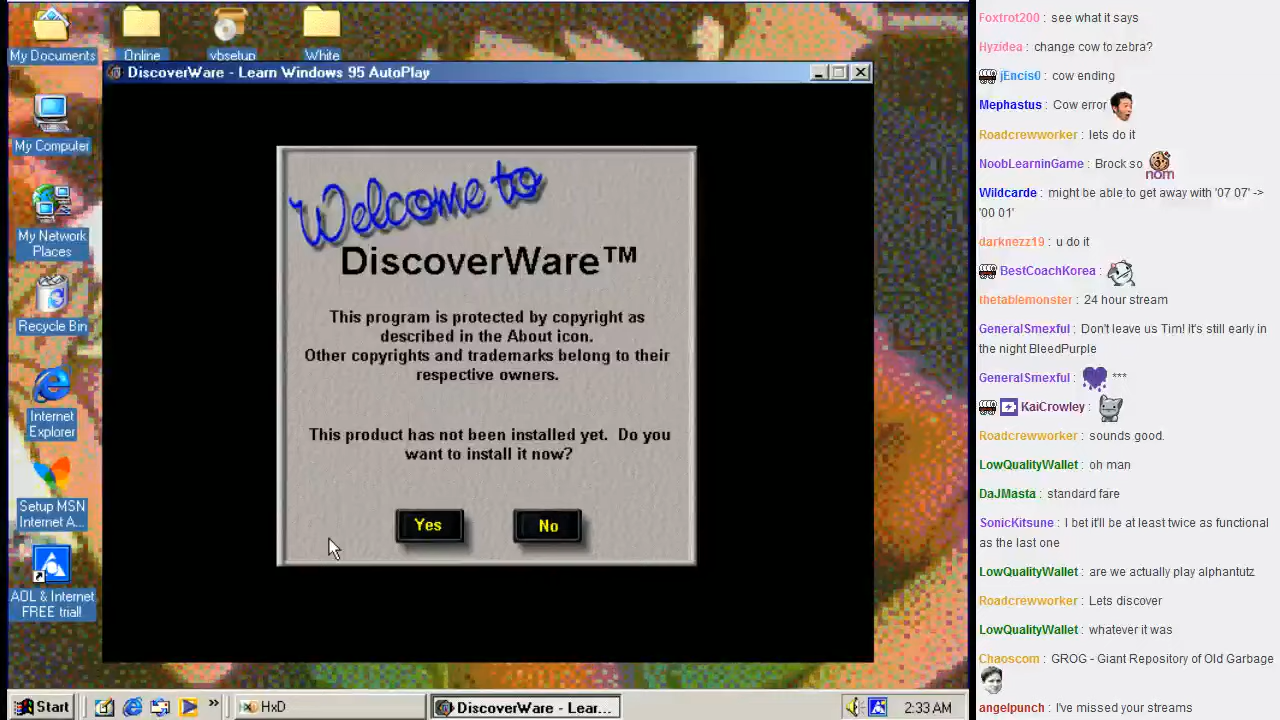 My Documents
Online
vbsetup
White
DiscoverWare - Learn Windows 95 AutoPlay
My Computer
My Network
Places
Recycle Bin
Internet
Explorer
Setup MSN
Internet A...
AOL & Internet
FREE trial!
Welcome to
DiscoverWare™
This program is protected by copyright as
described in the About icon.
Other copyrights and trademarks belong to their
respective owners.
This product has not been installed yet. Do you
want to install it now?
Yes
No
Start
»
HxD
DiscoverWare - Lear...
2:33 AM
Foxtrot200 : see what it says
Hyzidea : change cow to zebra?
jEncis0 : cow ending
Mephastus : Cow error
Roadcrewworker : lets do it
NoobLearninGame : Brock so
nom
Wildcarde : might be able to get away with '07 07' ->
'00 01'
darknezz19 : u do it
BestCoachKorea :
thetablemonster : 24 hour stream
GeneralSmexful : Don't leave us Tim! It's still early in
the night BleedPurple
GeneralSmexful : ***
KaiCrowley :
Roadcrewworker : sounds good.
LowQualityWallet : oh man
DaJMasta : standard fare
SonicKitsune : I bet it'll be at least twice as functional
as the last one
LowQualityWallet : are we actually play alphantutz
Roadcrewworker : Lets discover
LowQualityWallet : whatever it was
Chaoscom : GROG - Giant Repository of Old Garbage
angelpunch : I've missed your streams